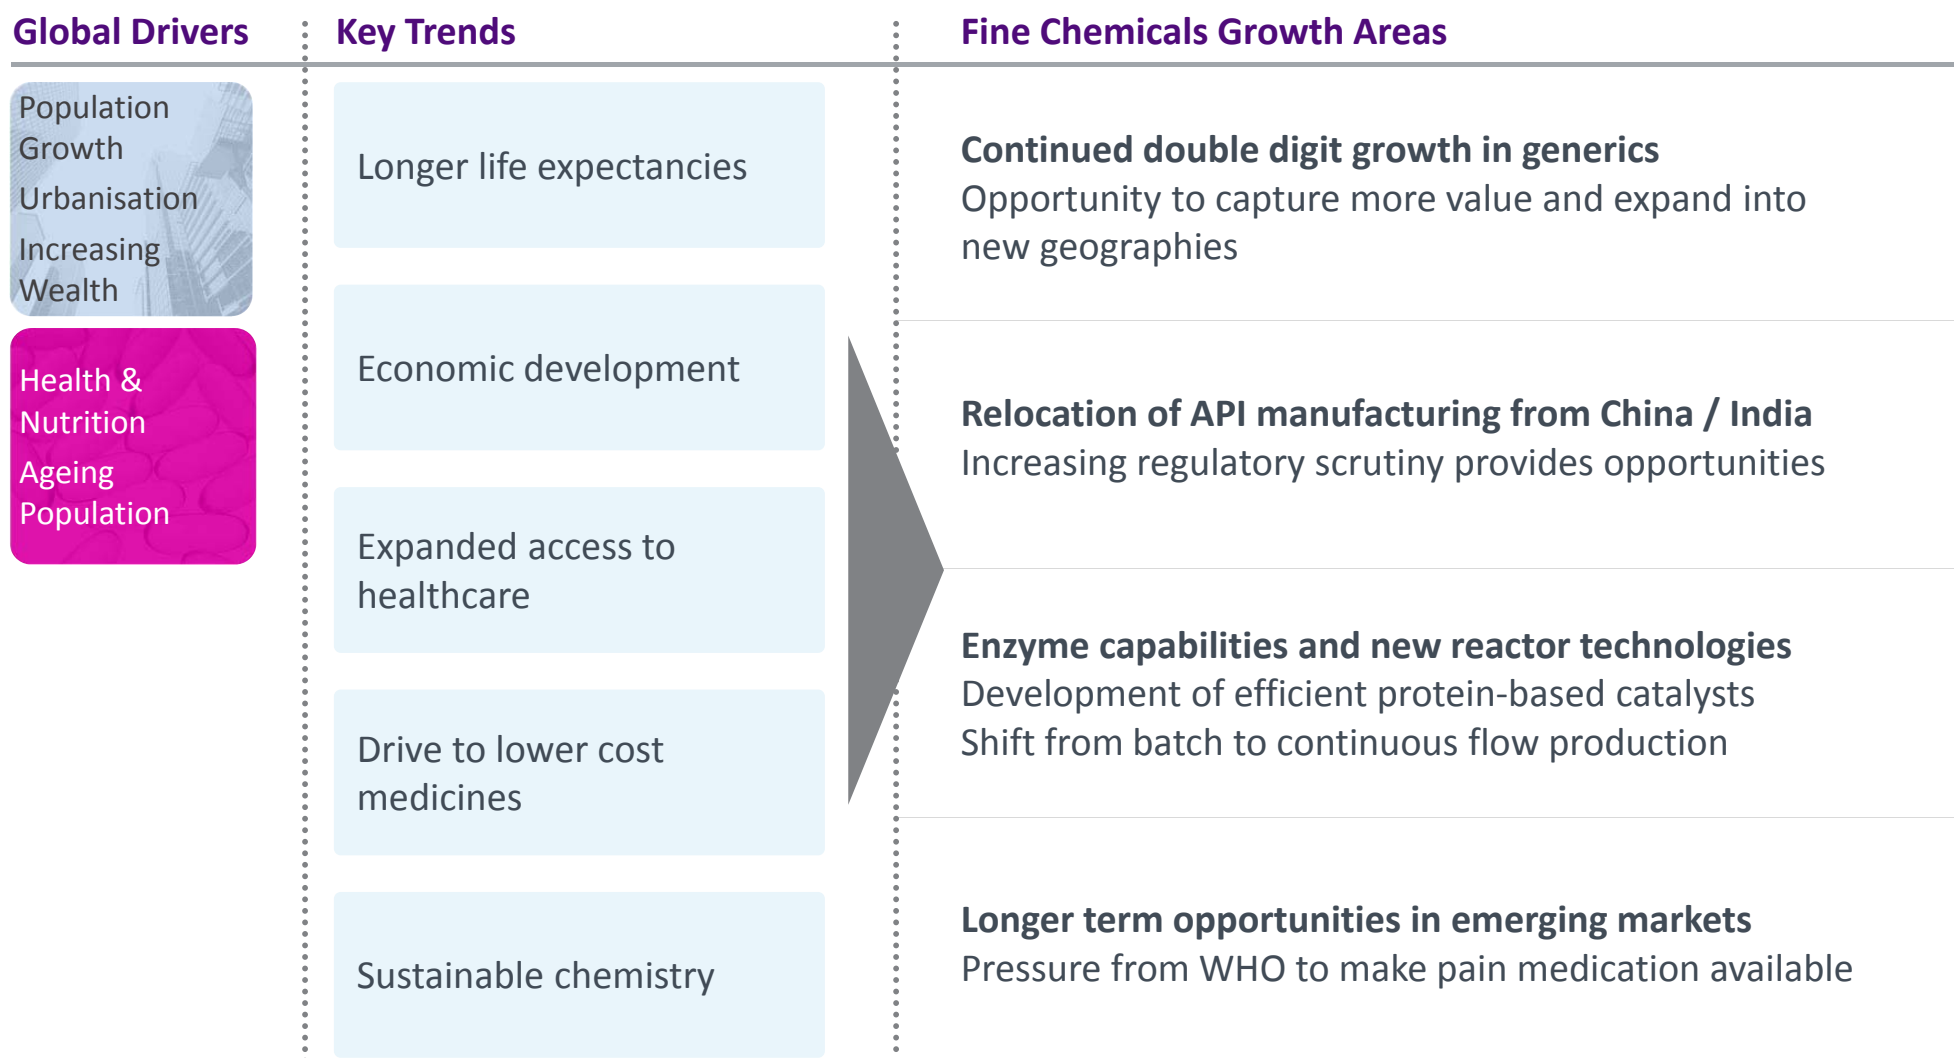 Global Drivers
Key Trends
Fine Chemicals Growth Areas
Population
Growth
Urbanisation
Increasing
Wealth
Health &
Nutrition
Ageing
Population
Longer life expectancies
Economic development
Expanded access to
healthcare
Drive to lower cost
medicines
Sustainable chemistry
Continued double digit growth in generics
Opportunity to capture more value and expand into
new geographies
Relocation of API manufacturing from China / India
Increasing regulatory scrutiny provides opportunities
Enzyme capabilities and new reactor technologies
Development of efficient protein-based catalysts
Shift from batch to continuous flow production
Longer term opportunities in emerging markets
Pressure from WHO to make pain medication available